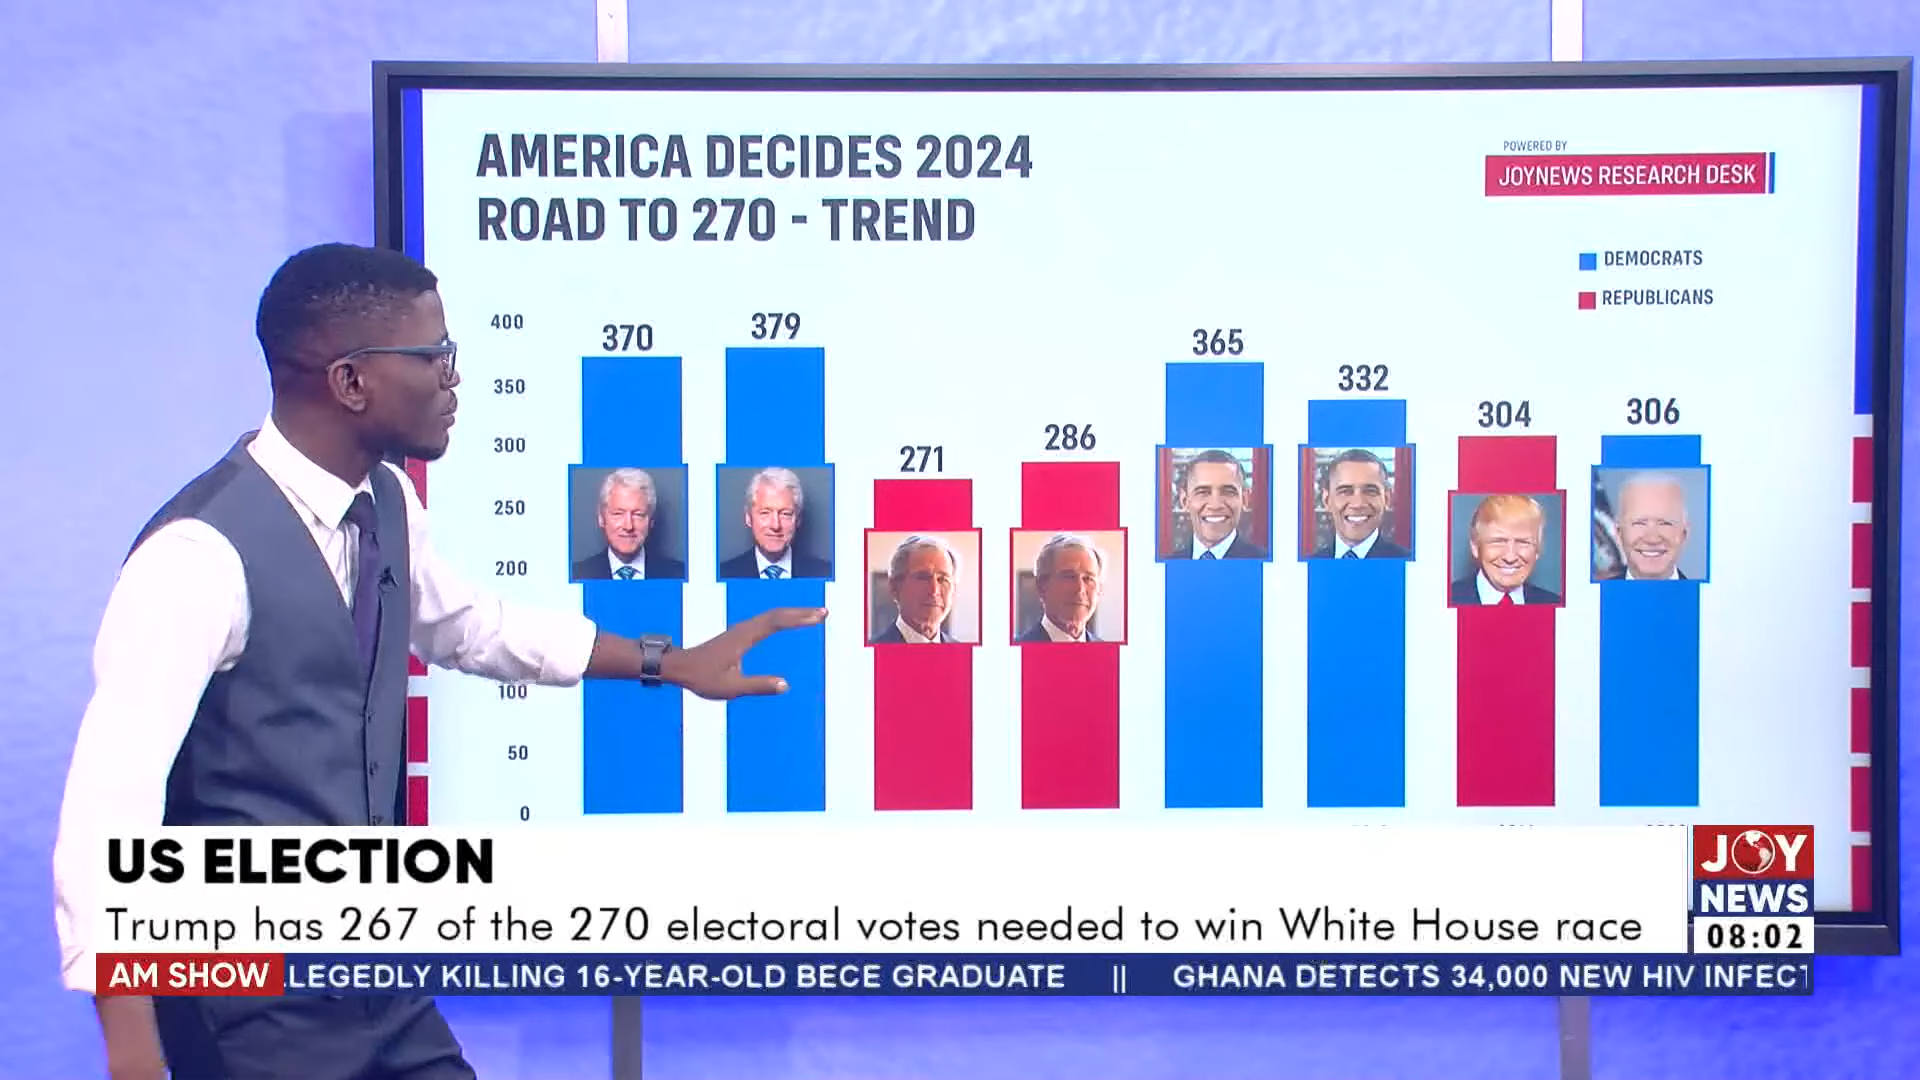 AMERICA DECIDES 2024
ROAD TO 270 - TREND
POWERED BY
JOYNEWS RESEARCH DESK
DEMOCRATS
REPUBLICANS
400
350
300
250
200
100
50
0
370
379
271
286
365
332
304
306
US ELECTION
Trump has 267 of the 270 electoral votes needed to win White House race
JOY
NEWS
08:02
AM SHOW
LEGEDLY KILLING 16-YEAR-OLD BECE GRADUATE || GHANA DETECTS 34,000 NEW HIV INFECT